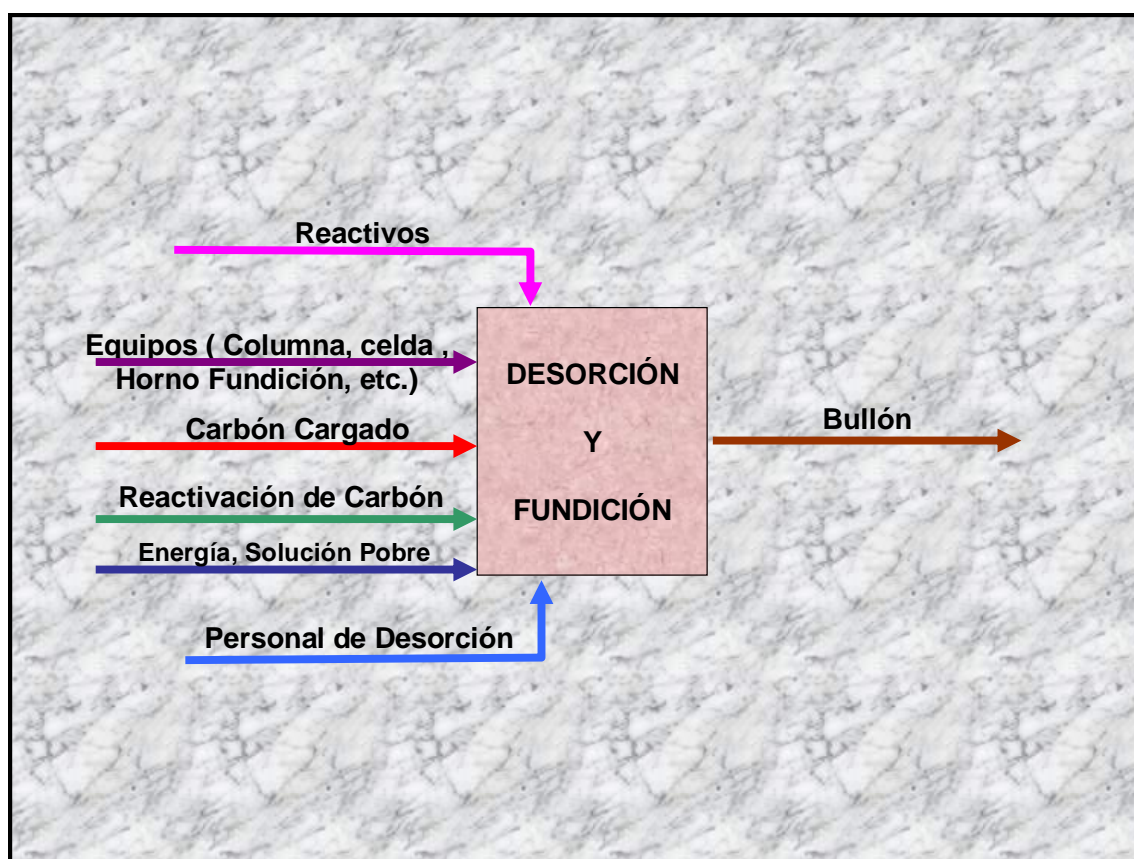 Reactivos
Equipos ( Columna, celda ,
Horno Fundición, etc.)
Carbón Cargado
Reactivación de Carbón
Energía, Solución Pobre
Personal de Desorción
DESORCIÓN
Y
FUNDICIÓN
Bullón